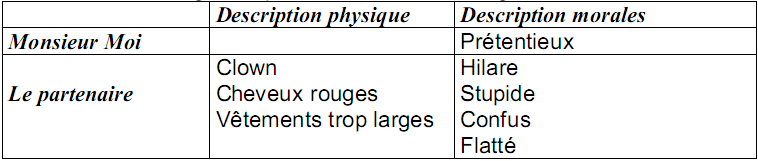 Description physique Description morales
Monsieur Moi Prétentieux
Clown Hilare
Le partenaire Cheveux rouges Stupide
Vêtements trop larges Confus
Flatté